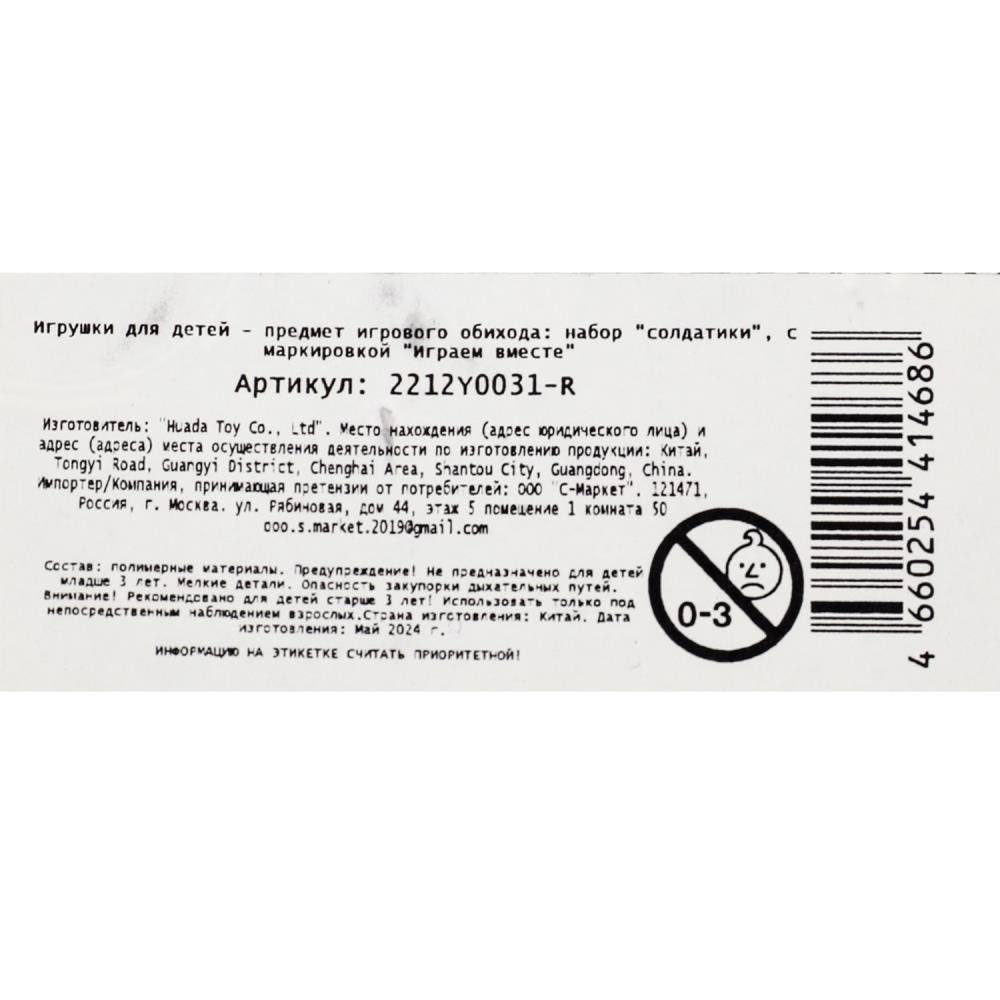 Игрушки для детей - предмет игрового обихода: набор "солдатики", с
маркировкой "Играем вместе"
Артикул: 2212Y0031-R
Изготовитель: "Huada Toy Co., Ltd". Место нахождения (адрес юридического лица) и
адрес (адреса) места осуществления деятельности по изготовлению продукции: Китай,
Tongyi Road, Guangyi District, Chenghai Area, Shantou City, Guangdong, China.
Импортер/Компания, принимающая претензии от потребителей: ООО "С-Маркет". 121471,
Россия, г. Москва. ул. Рябиновая, дом 44, этаж 5 помещение 1 комната 50
ooo.s.market.2019@gmail.com
Состав: полимерные материалы. Предупреждение! Не предназначено для детей
младше 3 лет. Мелкие детали. Опасность закупорки дыхательных путей.
Внимание! Рекомендовано для детей старше 3 лет! Использовать только под
непосредственным наблюдением взрослых.Страна изготовления: Китай. Дата
изготовления: Май 2024 г.
ИНФОРМАЦИЮ НА ЭТИКЕТКЕ СЧИТАТЬ ПРИОРИТЕТНОЙ!
0-3
4 660254 414686